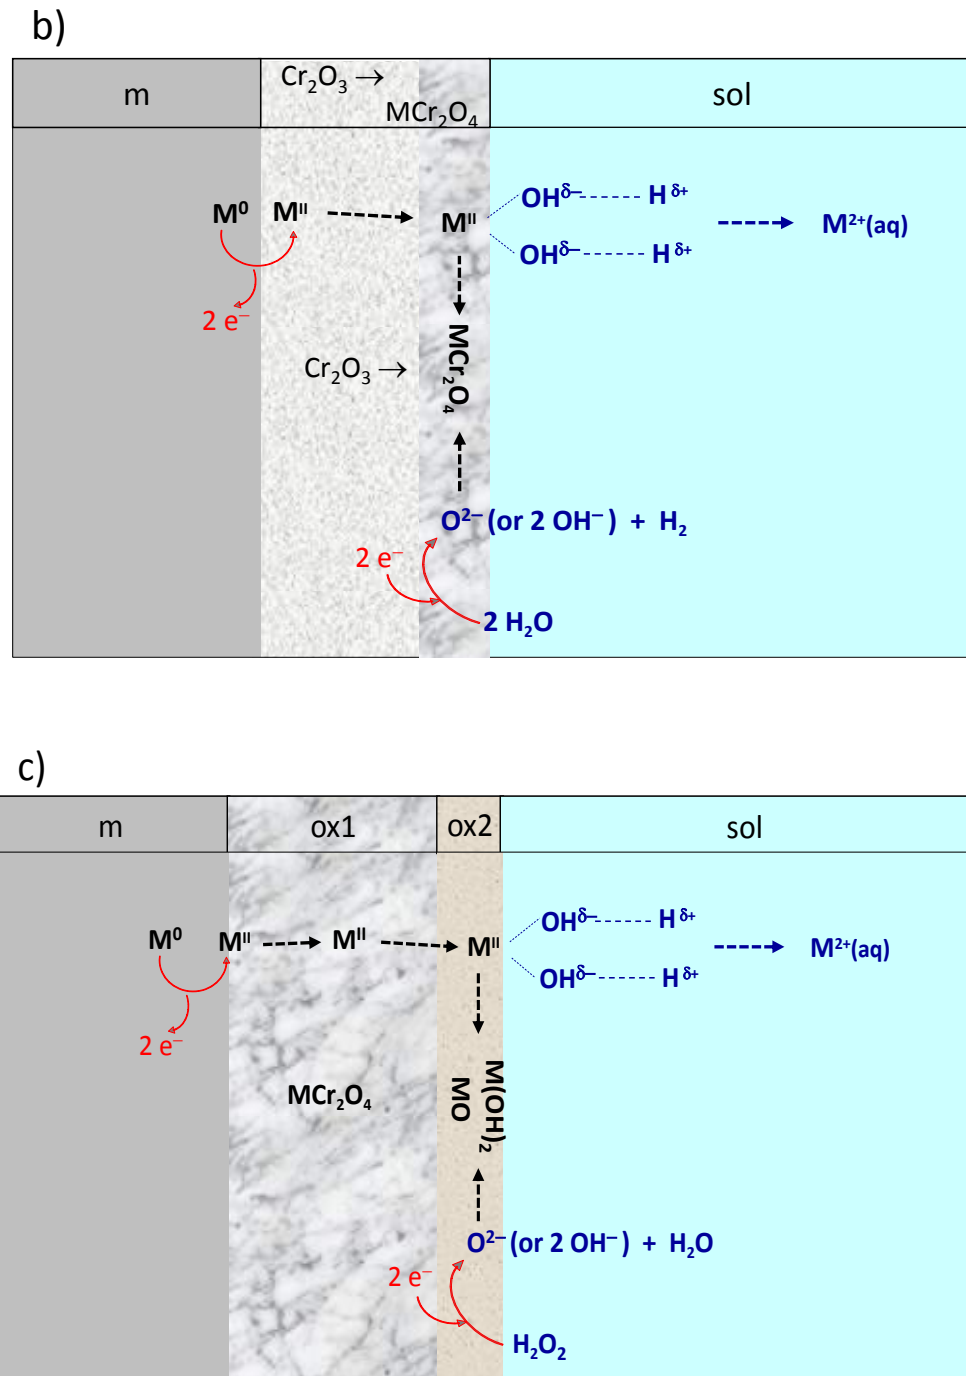 b)
m
Cr₂O₃ →
MCr₂O₄
sol
M⁰ Mᴵᴵ
Mᴵᴵ
OHᵟ⁻ H ᵟ⁺
OHᵟ⁻ H ᵟ⁺
M²⁺(aq)
2 e⁻
Cr₂O₃ →
MCr₂O₄
O²⁻ (or 2 OH⁻ ) + H₂
2 e⁻
2 H₂O
c)
m
ox1
ox2
sol
M⁰ Mᴵᴵ
Mᴵᴵ
Mᴵᴵ
OHᵟ⁻ H ᵟ⁺
OHᵟ⁻ H ᵟ⁺
M²⁺(aq)
2 e⁻
MCr₂O₄
M(OH)₂
MO
O²⁻ (or 2 OH⁻ ) + H₂O
2 e⁻
H₂O₂